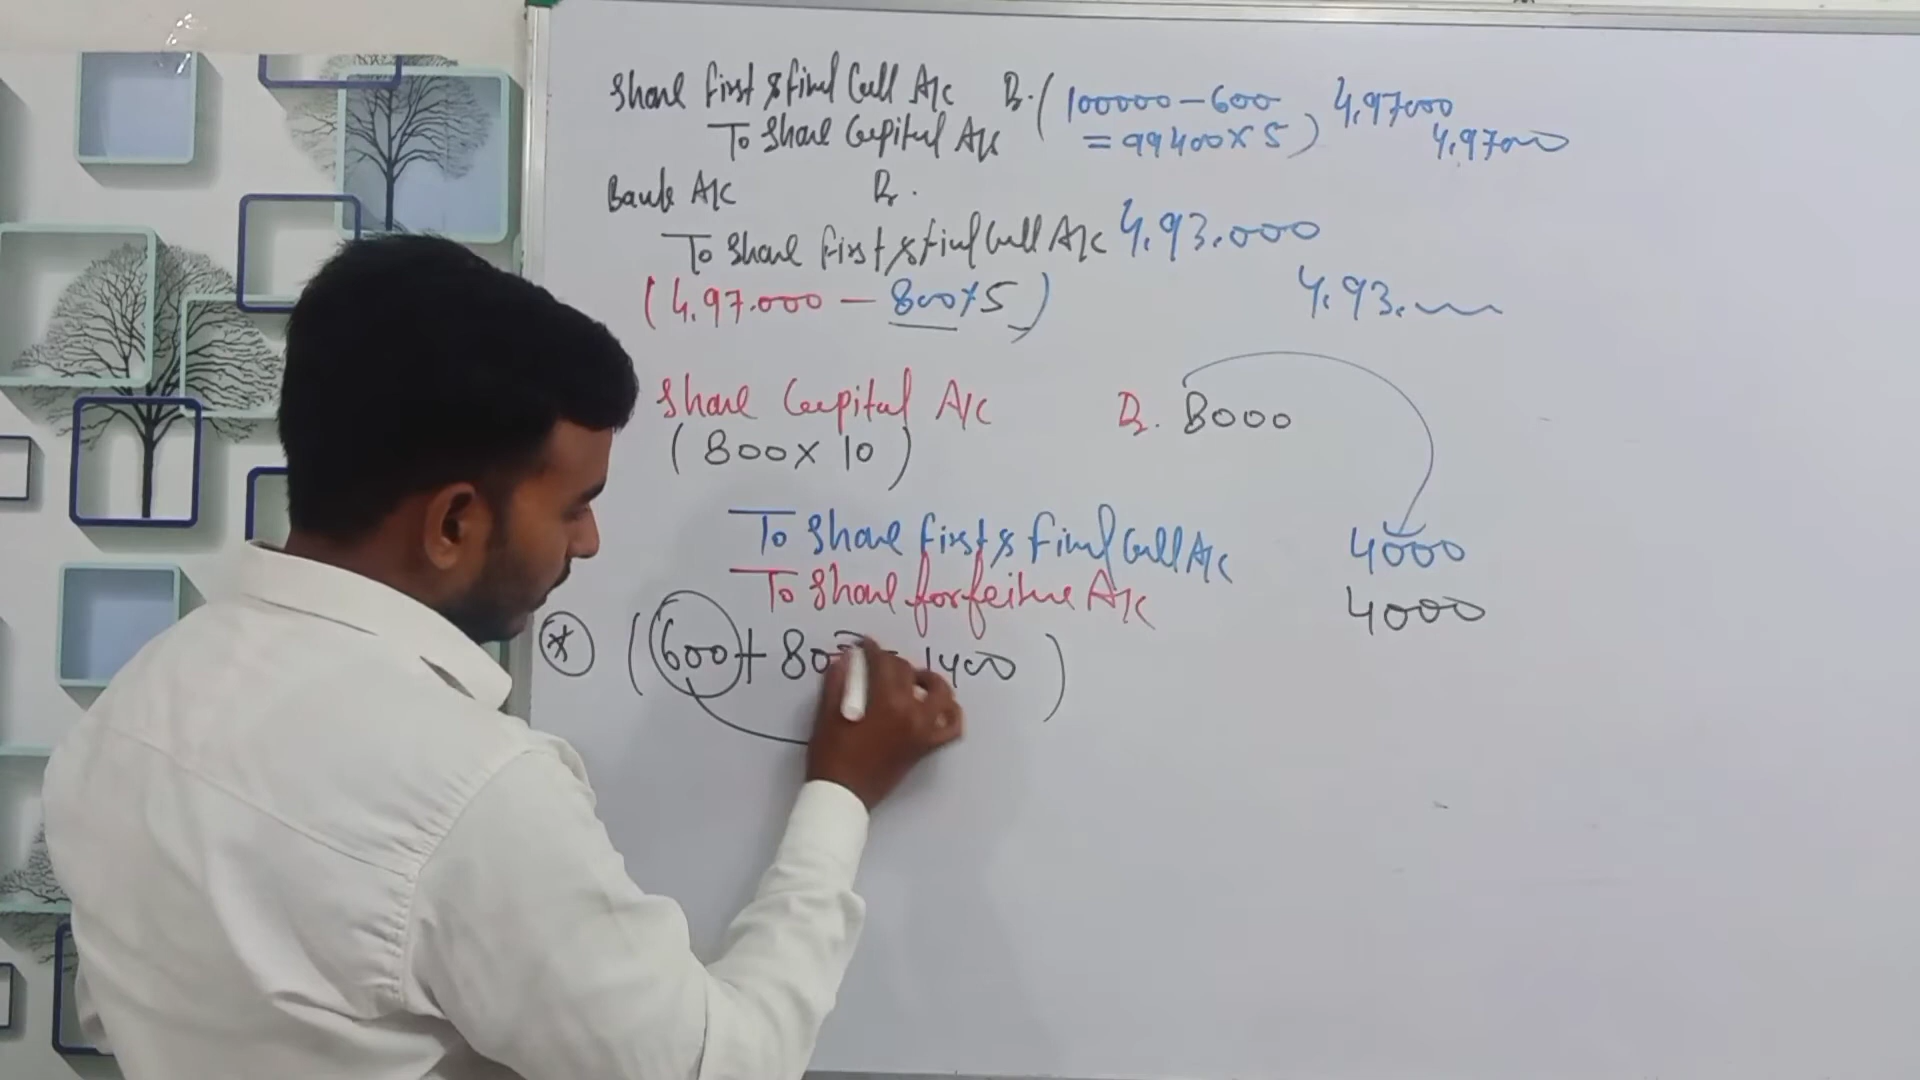 Share first & final Call A/c Dr. ( 100000 - 600 4,97000
To Share Capital A/c = 99400 x 5 ) 4,97000
Bank A/c Dr.
To Share first & final Call A/c 4,93,000
( 4,97,000 - 800 x 5 ) 4,93,
Share Capital A/c Dr. 8000
( 800 x 10 )
To Share first & final Call A/c 4000
To Share forfeiture A/c 4000
* ( 600 + 80 1400 )